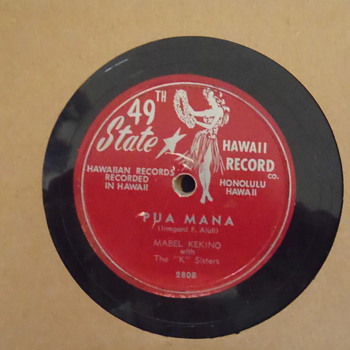 49TH
State
HAWAII
RECORD
CO.
HAWAIIAN RECORDS
RECORDED
IN HAWAII
HONOLULU
HAWAII
PUA MANA
(Irmgard F. Aluli)
MABEL KEKINO
with
The "K" Sisters
2808